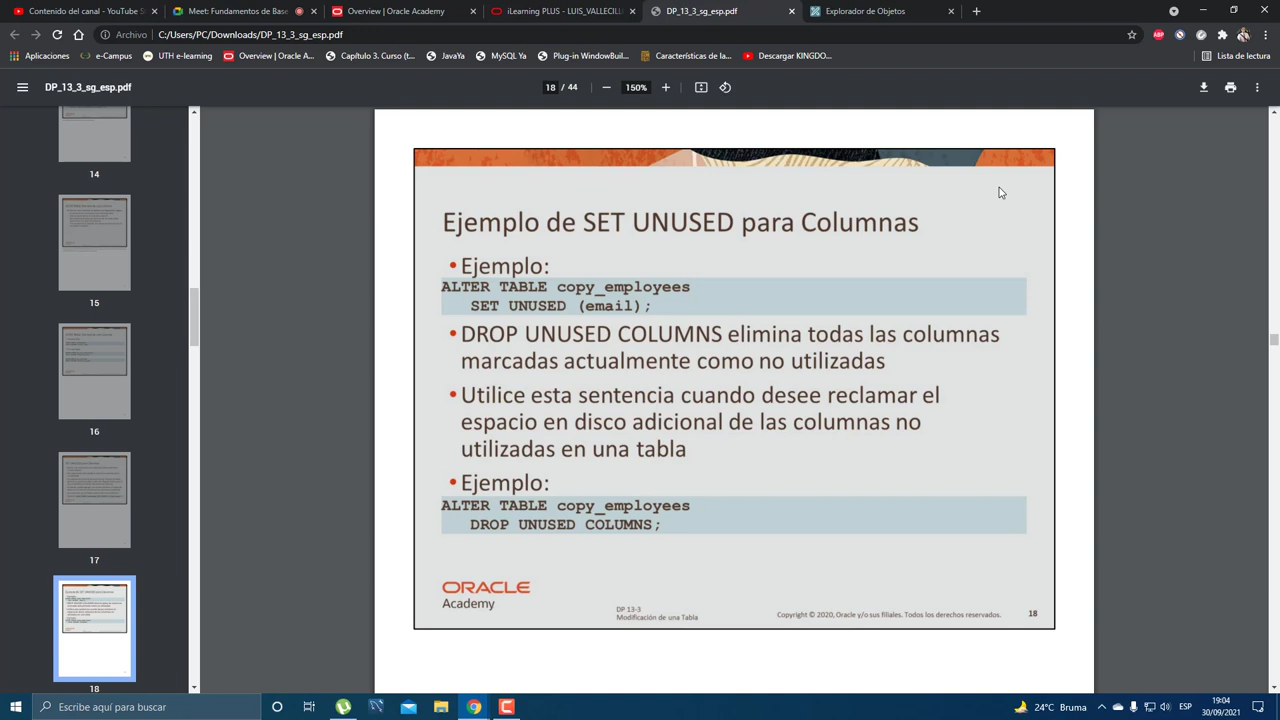 Contenido del canal - YouTube S
Meet: Fundamentos de Base
Overview | Oracle Academy
iLearning PLUS - LUIS_VALLECILL
DP_13_3_sg_esp.pdf
Explorador de Objetos
Archivo | C:/Users/PC/Downloads/DP_13_3_sg_esp.pdf
Aplicaciones
e-Campus
UTH e-learning
Overview | Oracle A...
Capítulo 3. Curso (t...
JavaYa
MySQL Ya
Plug-in WindowBuil...
Características de la...
Descargar KINGDO...
Lista de lectura
DP_13_3_sg_esp.pdf
18 / 44
150%
14
15
16
17
18
Ejemplo de SET UNUSED para Columnas
• Ejemplo:
ALTER TABLE copy_employees
SET UNUSED (email);
• DROP UNUSED COLUMNS elimina todas las columnas
marcadas actualmente como no utilizadas
• Utilice esta sentencia cuando desee reclamar el
espacio en disco adicional de las columnas no
utilizadas en una tabla
• Ejemplo:
ALTER TABLE copy_employees
DROP UNUSED COLUMNS;
ORACLE
Academy
DP 13-3
Modificación de una Tabla
Copyright © 2020, Oracle y/o sus filiales. Todos los derechos reservados.
18
Escribe aquí para buscar
24°C Bruma
ESP
19:04
30/09/2021